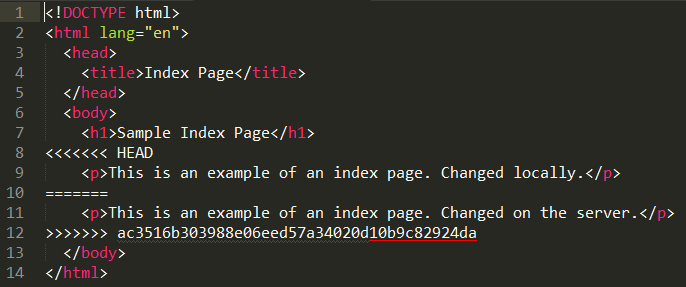 1 <!DOCTYPE html>
2 <html lang="en">
3   <head>
4     <title>Index Page</title>
5   </head>
6   <body>
7     <h1>Sample Index Page</h1>
8 <<<<<<< HEAD
9     <p>This is an example of an index page. Changed locally.</p>
10 =======
11     <p>This is an example of an index page. Changed on the server.</p>
12 >>>>>>> ac3516b303988e06eed57a34020d10b9c82924da
13   </body>
14 </html>